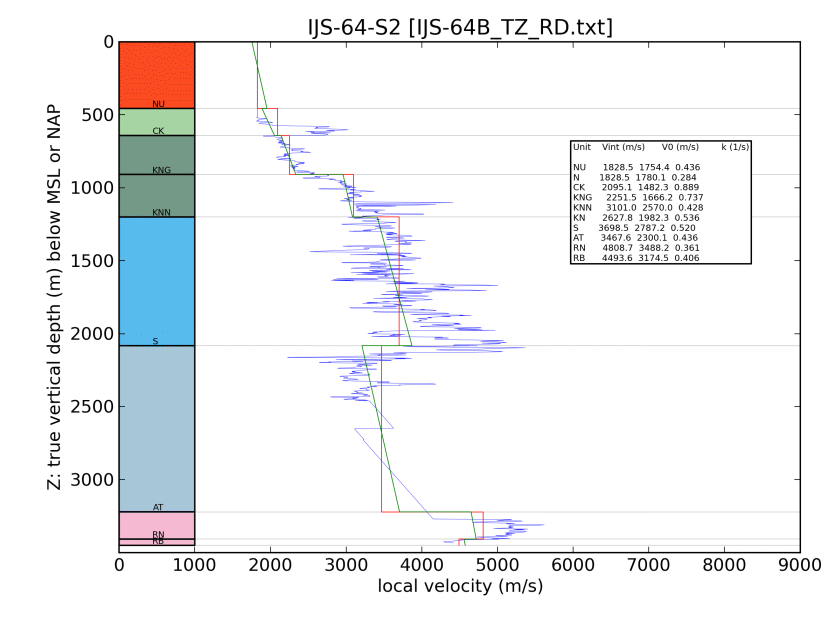 IJS-64-S2 [IJS-64B_TZ_RD.txt]
Z: true vertical depth (m) below MSL or NAP
0
500
1000
1500
2000
2500
3000
NU
CK
KNG
KNN
S
AT
RN
RB
Unit Vint (m/s) V0 (m/s) k (1/s)
NU 1828.5 1754.4 0.436
N 1828.5 1780.1 0.284
CK 2095.1 1482.3 0.889
KNG 2251.5 1666.2 0.737
KNN 3101.0 2570.0 0.428
KN 2627.8 1982.3 0.536
S 3698.5 2787.2 0.520
AT 3467.6 2300.1 0.436
RN 4808.7 3488.2 0.361
RB 4493.6 3174.5 0.406
0 1000 2000 3000 4000 5000 6000 7000 8000 9000
local velocity (m/s)